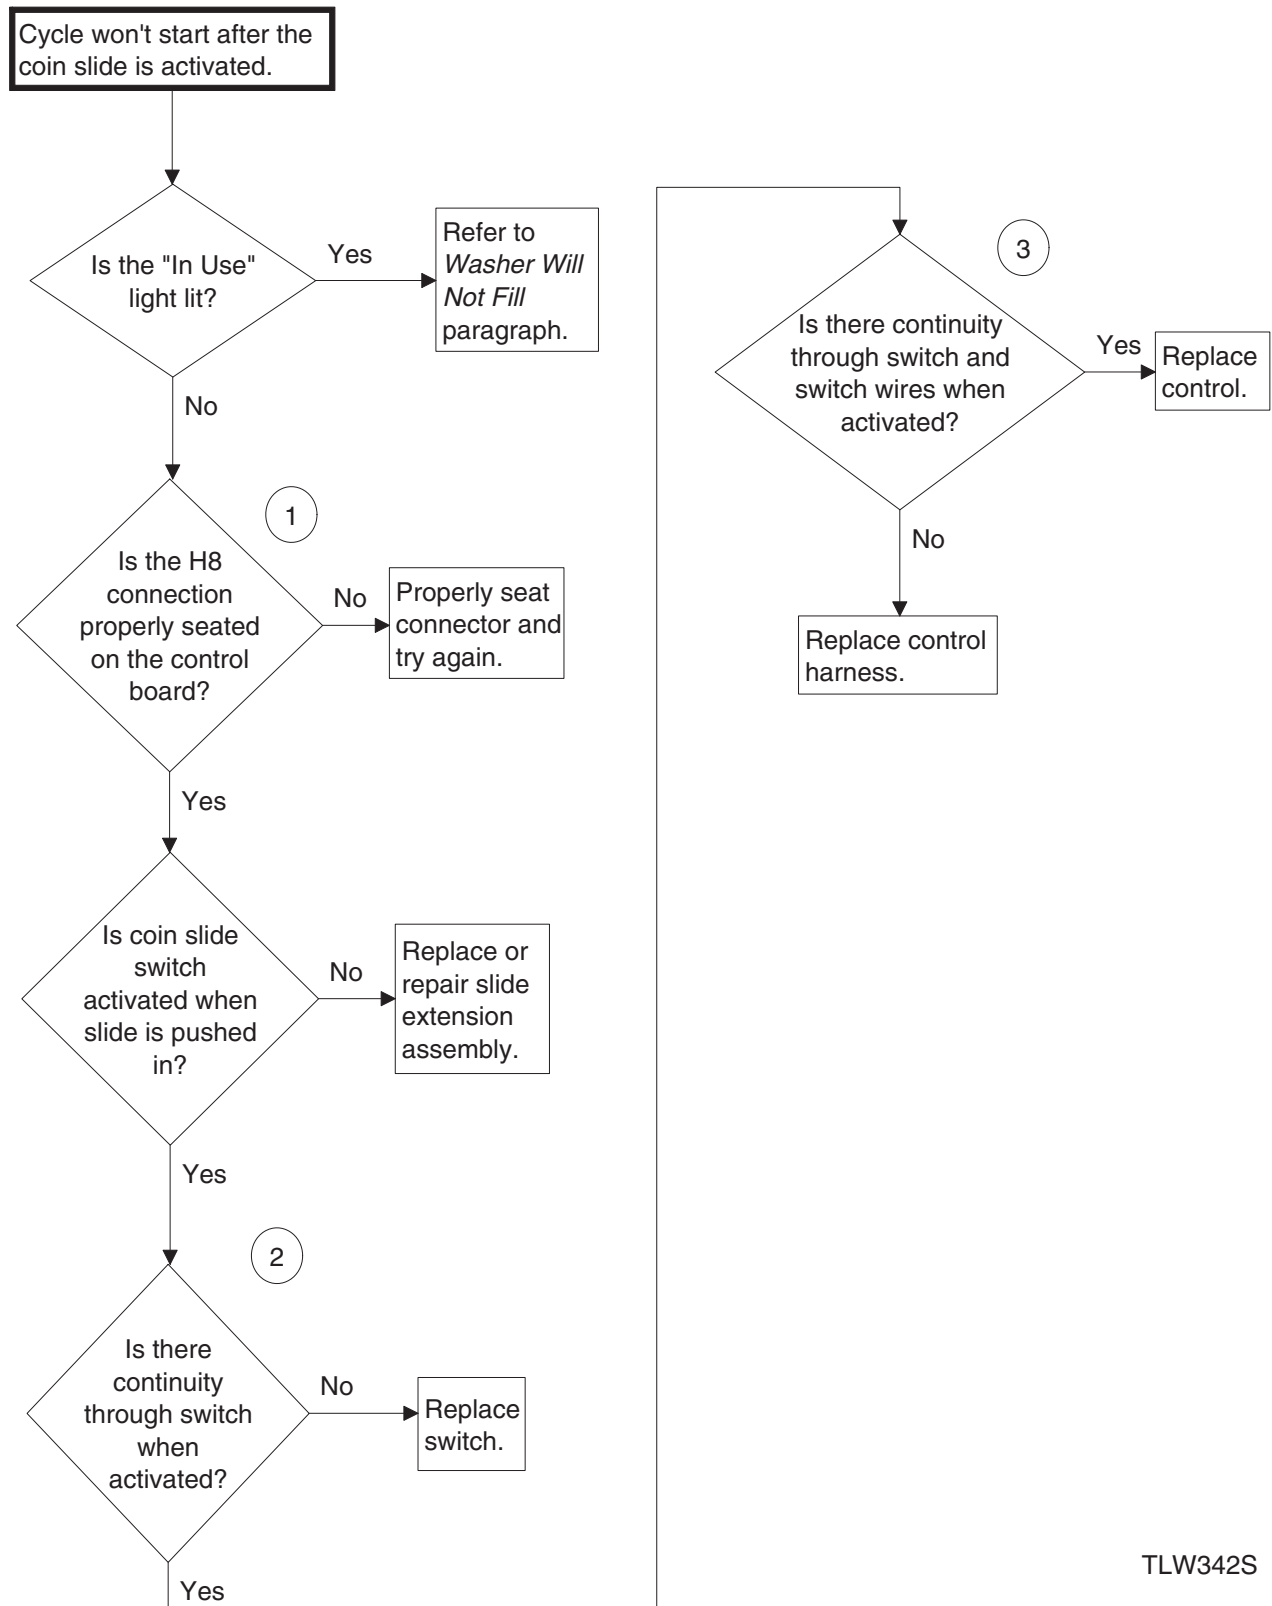 Cycle won't start after the
coin slide is activated.
Is the "In Use"
light lit?
Yes
Refer to
Washer Will
Not Fill
paragraph.
No
1
Is the H8
connection
properly seated
on the control
board?
No
Properly seat
connector and
try again.
Yes
Is coin slide
switch
activated when
slide is pushed
in?
No
Replace or
repair slide
extension
assembly.
Yes
2
Is there
continuity
through switch
when
activated?
No
Replace
switch.
Yes
3
Is there continuity
through switch and
switch wires when
activated?
Yes
Replace
control.
No
Replace control
harness.
TLW342S